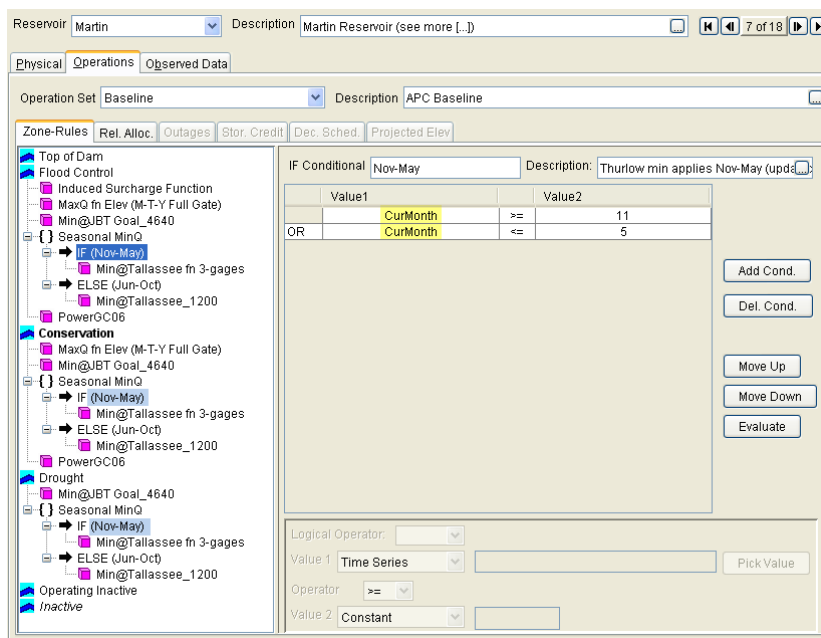 Reservoir Martin Description Martin Reservoir (see more [...]) ... 7 of 18
Physical Operations Observed Data
Operation Set Baseline Description APC Baseline ...
Zone-Rules Rel. Alloc. Outages Stor. Credit Dec. Sched. Projected Elev
Top of Dam
Flood Control
Induced Surcharge Function
MaxQ fn Elev (M-T-Y Full Gate)
Min@JBT Goal_4640
{ } Seasonal MinQ
IF (Nov-May)
Min@Tallassee fn 3-gages
ELSE (Jun-Oct)
Min@Tallassee_1200
PowerGC06
Conservation
MaxQ fn Elev (M-T-Y Full Gate)
Min@JBT Goal_4640
{ } Seasonal MinQ
IF (Nov-May)
Min@Tallassee fn 3-gages
ELSE (Jun-Oct)
Min@Tallassee_1200
PowerGC06
Drought
Min@JBT Goal_4640
{ } Seasonal MinQ
IF (Nov-May)
Min@Tallassee fn 3-gages
ELSE (Jun-Oct)
Min@Tallassee_1200
Operating Inactive
Inactive
IF Conditional Nov-May Description: Thurlow min applies Nov-May (upda ...
Value1 Value2
CurMonth >= 11
OR CurMonth <= 5
Add Cond.
Del. Cond.
Move Up
Move Down
Evaluate
Logical Operator:
Value 1 Time Series Pick Value
Operator >=
Value 2 Constant